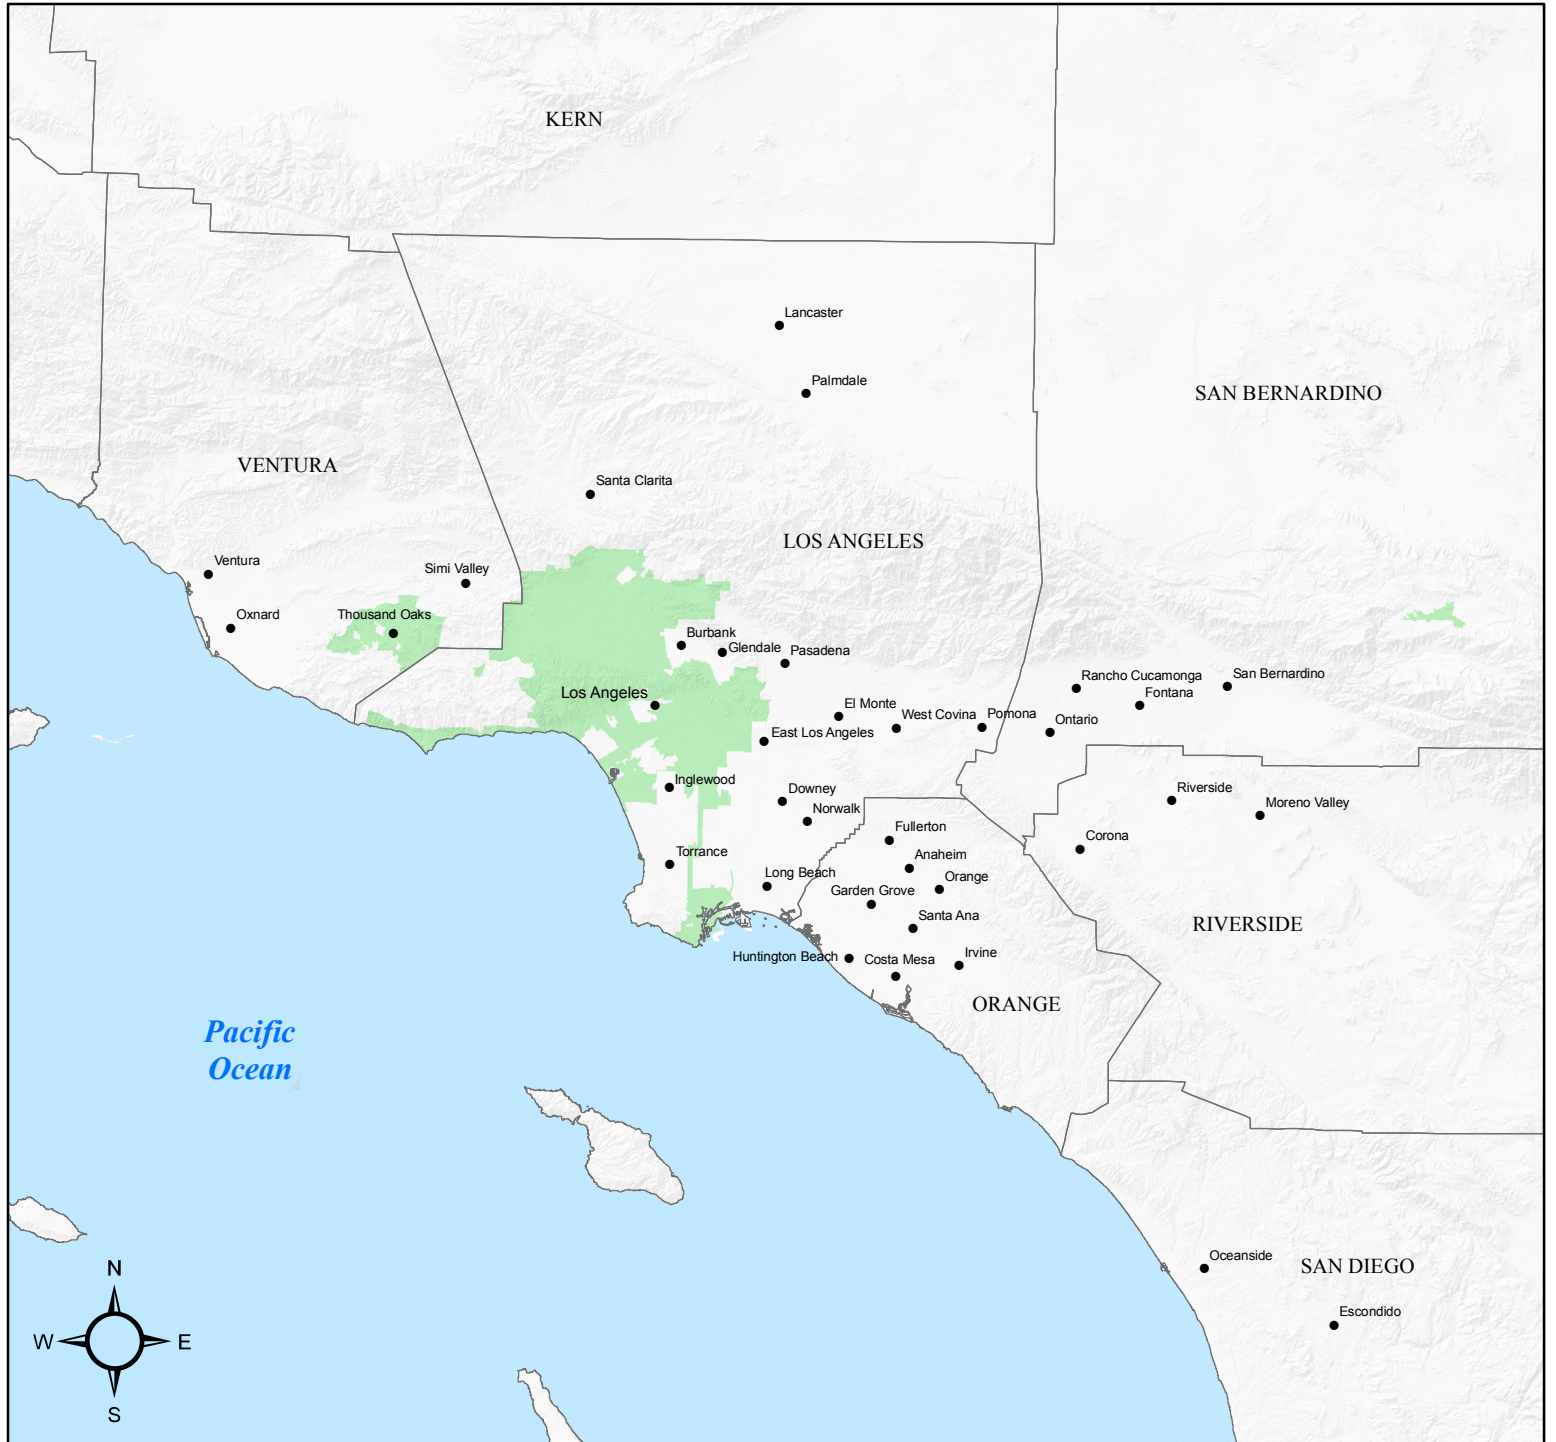 KERN
Lancaster
Palmdale
SAN BERNARDINO
VENTURA
Santa Clarita
LOS ANGELES
Ventura
Simi Valley
Oxnard
Thousand Oaks
Burbank
Glendale
Pasadena
Rancho Cucamonga
San Bernardino
Fontana
Los Angeles
El Monte
West Covina
Pomona
Ontario
East Los Angeles
Inglewood
Downey
Norwalk
Riverside
Moreno Valley
Fullerton
Corona
Torrance
Anaheim
Long Beach
Orange
Garden Grove
Santa Ana
RIVERSIDE
Huntington Beach
Costa Mesa
Irvine
ORANGE
Pacific
Ocean
Oceanside
SAN DIEGO
Escondido
N
W
E
S